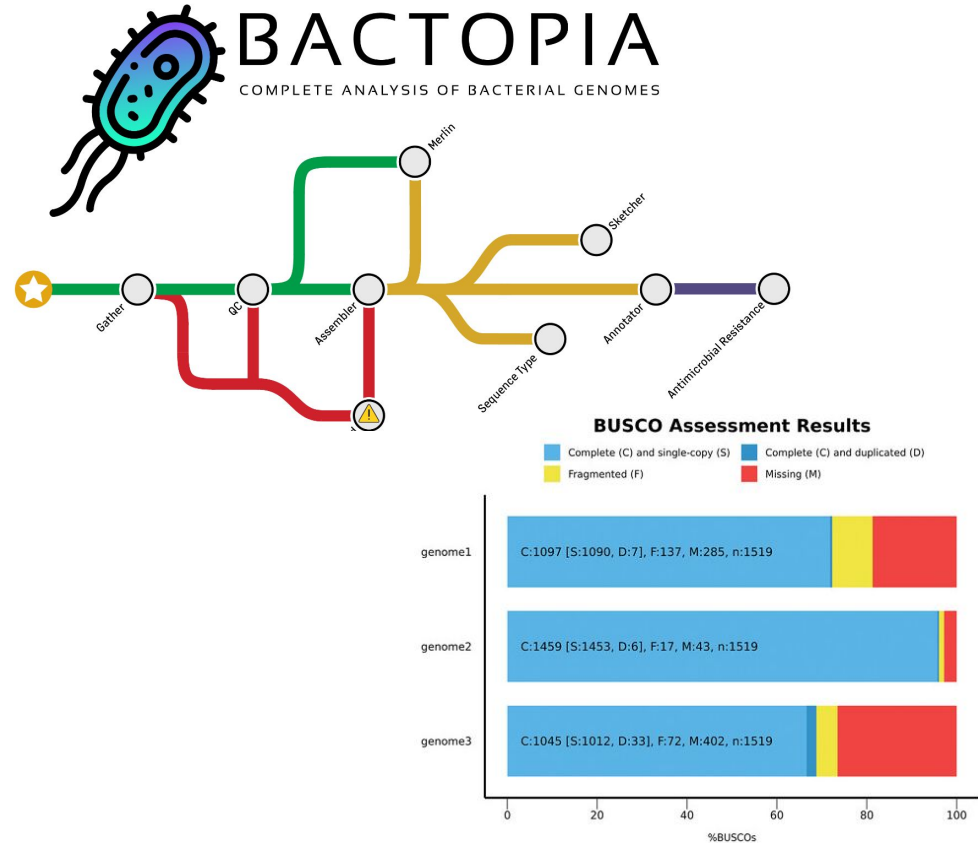 BACTOPIA
COMPLETE ANALYSIS OF BACTERIAL GENOMES
Merlin
Sketcher
Gather
QC
Assembler
Annotator
Antimicrobial Resistance
Sequence Type
BUSCO Assessment Results
Complete (C) and single-copy (S)
Complete (C) and duplicated (D)
Fragmented (F)
Missing (M)
genome1
C:1097 [S:1090, D:7], F:137, M:285, n:1519
genome2
C:1459 [S:1453, D:6], F:17, M:43, n:1519
genome3
C:1045 [S:1012, D:33], F:72, M:402, n:1519
0 20 40 60 80 100
%BUSCOs